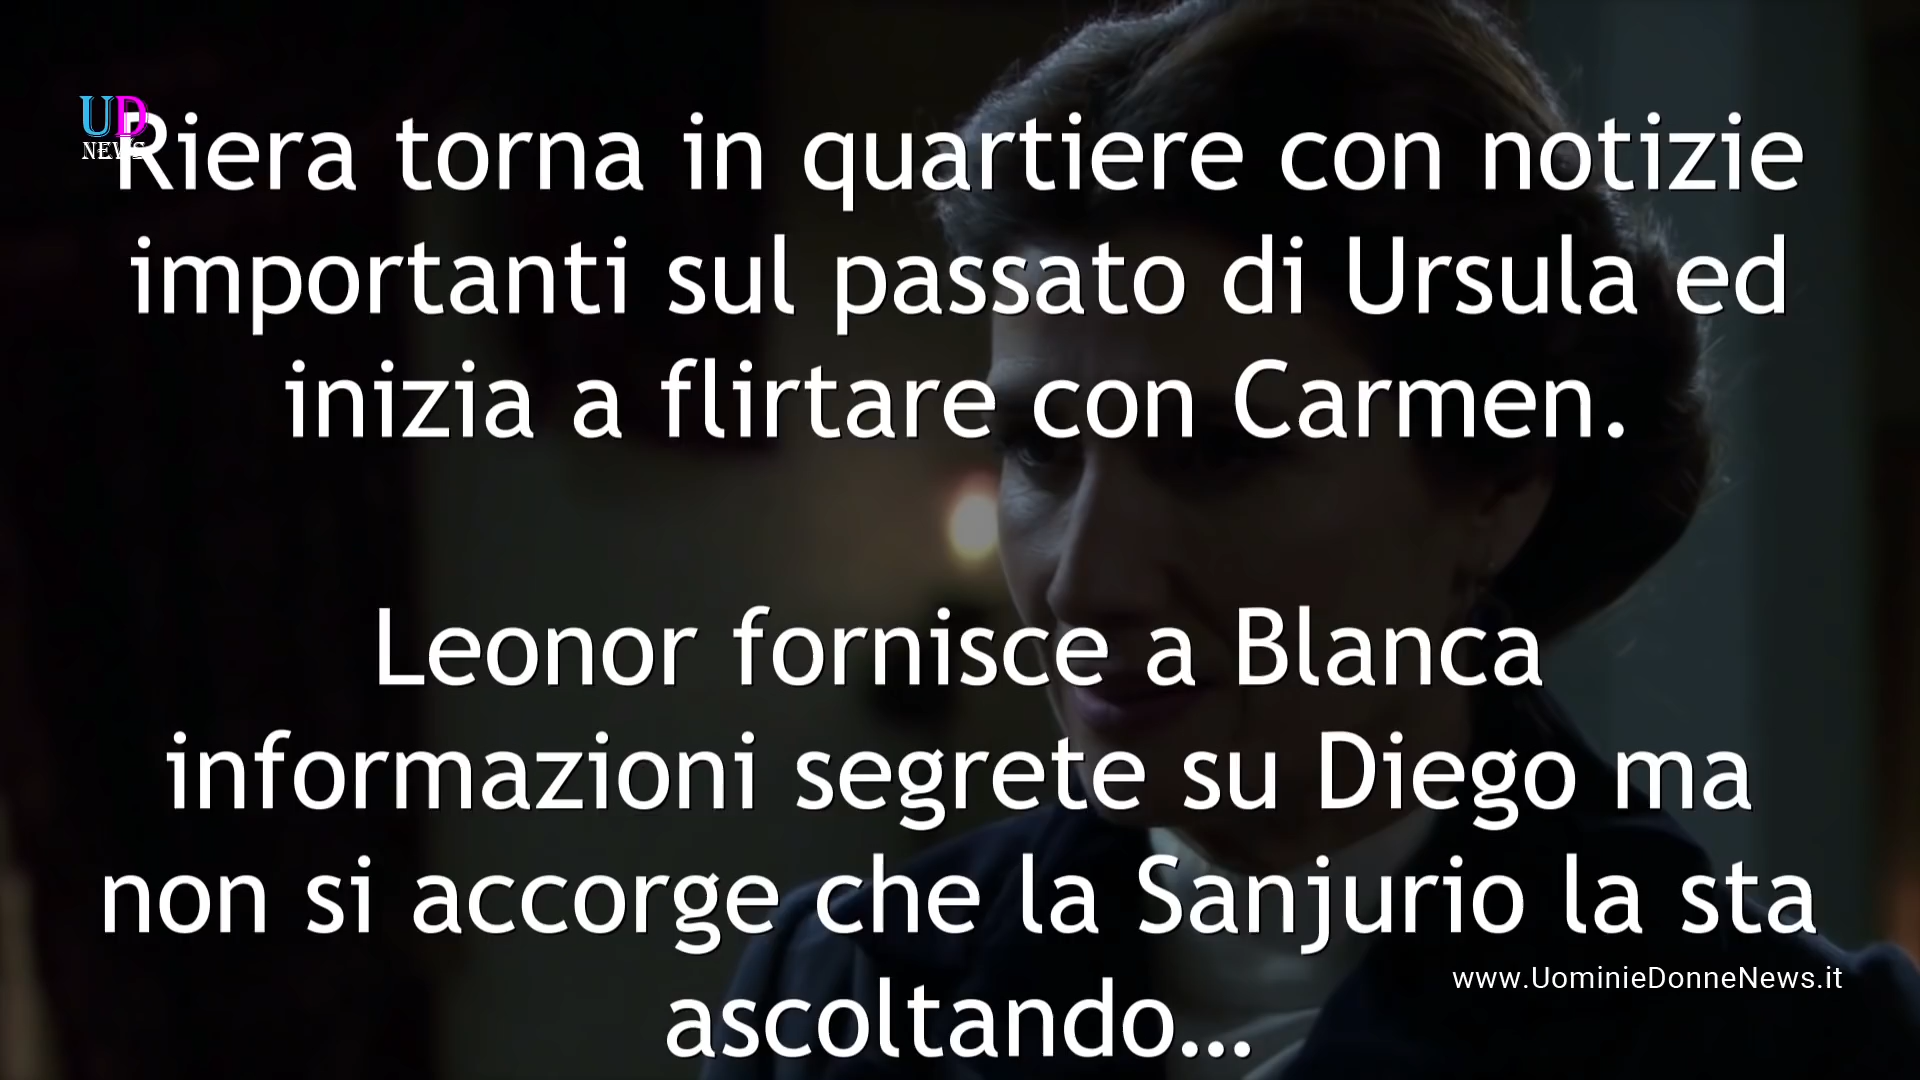 UD
NEWS
Riera torna in quartiere con notizie
importanti sul passato di Ursula ed
inizia a flirtare con Carmen.
Leonor fornisce a Blanca
informazioni segrete su Diego ma
non si accorge che la Sanjurio la sta
www.UominieDonneNews.it
ascoltando...